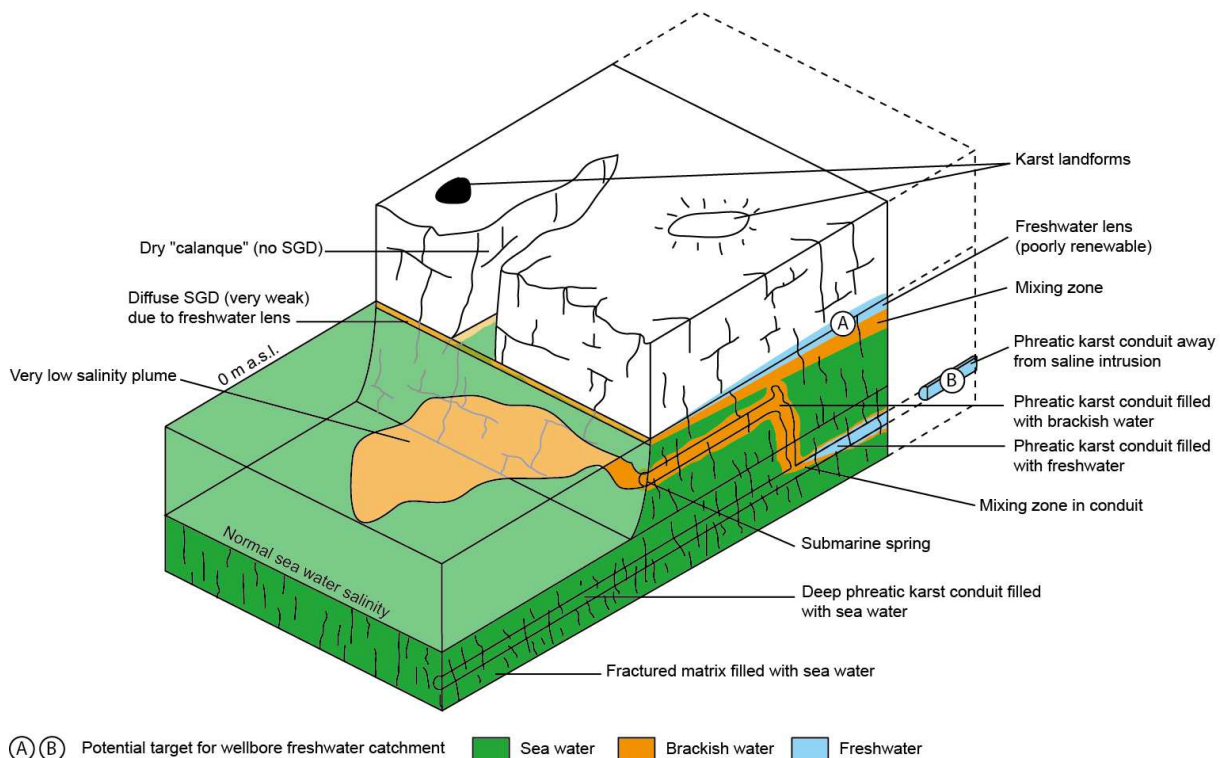 Karst landforms
Freshwater lens
(poorly renewable)
Dry "calanque" (no SGD)
Mixing zone
Diffuse SGD (very weak)
due to freshwater lens
A
Phreatic karst conduit away
from saline intrusion
0 m a.s.l.
Very low salinity plume
B
Phreatic karst conduit filled
with brackish water
Phreatic karst conduit filled
with freshwater
Mixing zone in conduit
Submarine spring
Normal sea water salinity
Deep phreatic karst conduit filled
with sea water
Fractured matrix filled with sea water
A B Potential target for wellbore freshwater catchment Sea water Brackish water Freshwater